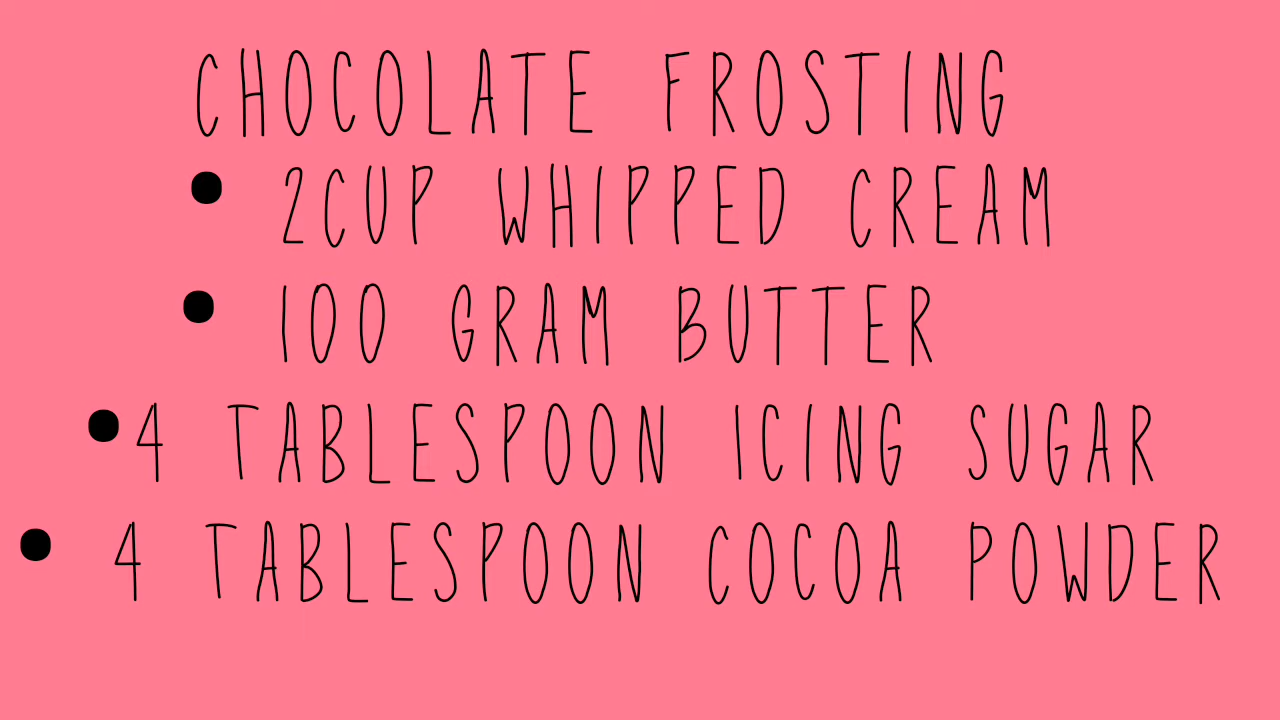 CHOCOLATE FROSTING
• 2CUP WHIPPED CREAM
• 100 GRAM BUTTER
• 4 TABLESPOON ICING SUGAR
• 4 TABLESPOON COCOA POWDER